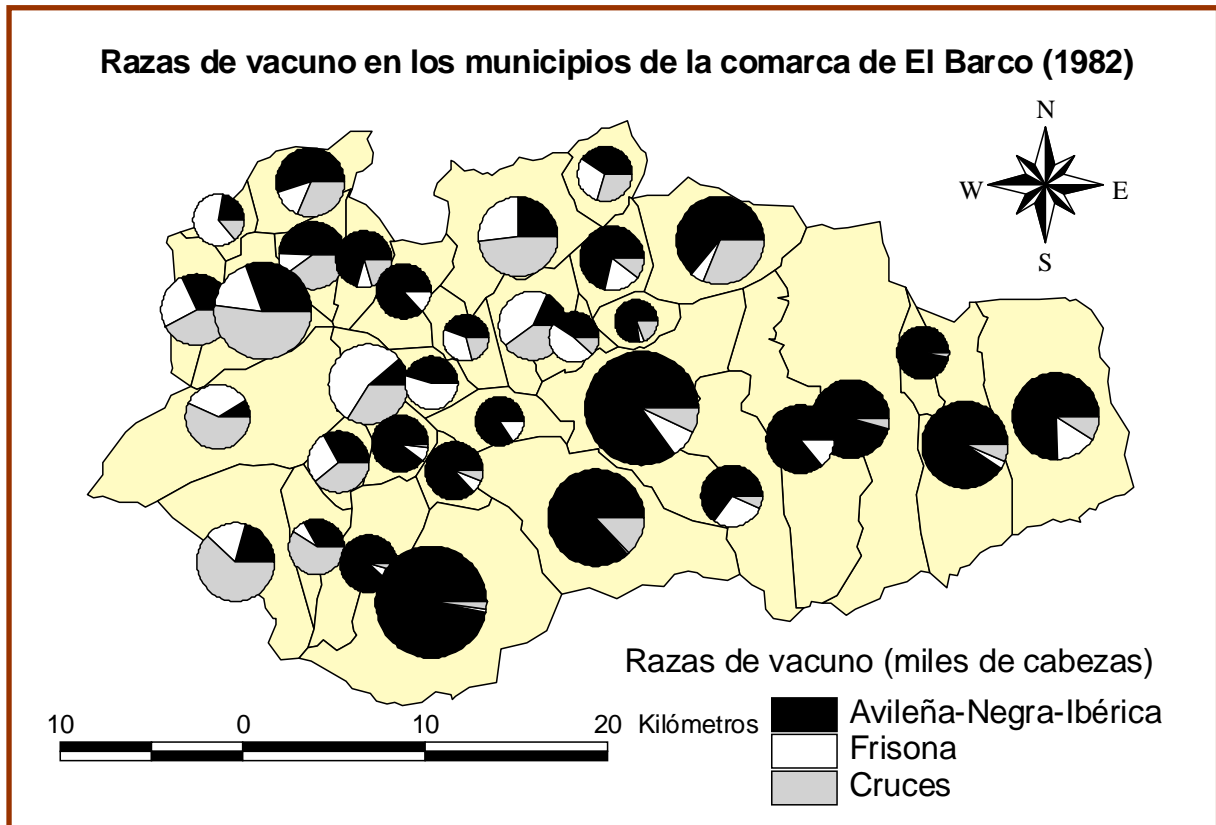 Razas de vacuno en los municipios de la comarca de El Barco (1982)
N
W E
S
Razas de vacuno (miles de cabezas)
Avileña-Negra-Ibérica
Frisona
Cruces
10 0 10 20 Kilómetros